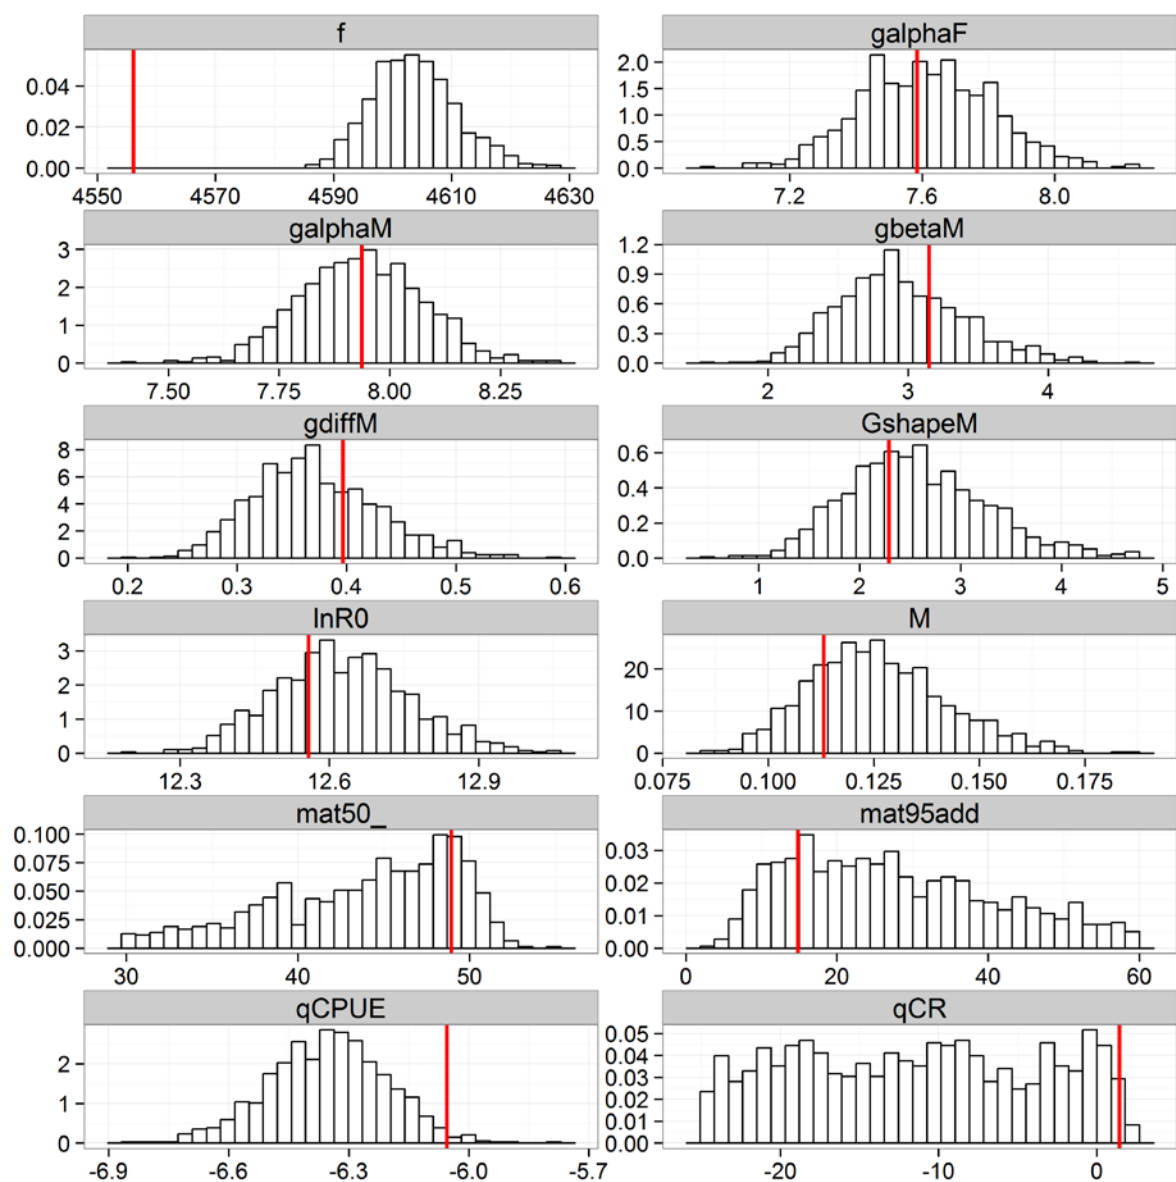 f
galphaF
0.04
0.02
0.00
4550 4570 4590 4610 4630
2.0
1.5
1.0
0.5
0.0
7.2 7.6 8.0
galphaM
gbetaM
3
2
1
0
7.50 7.75 8.00 8.25
1.2
0.9
0.6
0.3
0.0
2 3 4
gdiffM
GshapeM
8
6
4
2
0
0.2 0.3 0.4 0.5 0.6
0.6
0.4
0.2
0.0
1 2 3 4 5
lnR0
M
3
2
1
0
12.3 12.6 12.9
20
10
0
0.075 0.100 0.125 0.150 0.175
mat50_
mat95add
0.100
0.075
0.050
0.025
0.000
30 40 50
0.03
0.02
0.01
0.00
0 20 40 60
qCPUE
qCR
2
1
0
-6.9 -6.6 -6.3 -6.0 -5.7
0.05
0.04
0.03
0.02
0.01
0.00
-20 -10 0